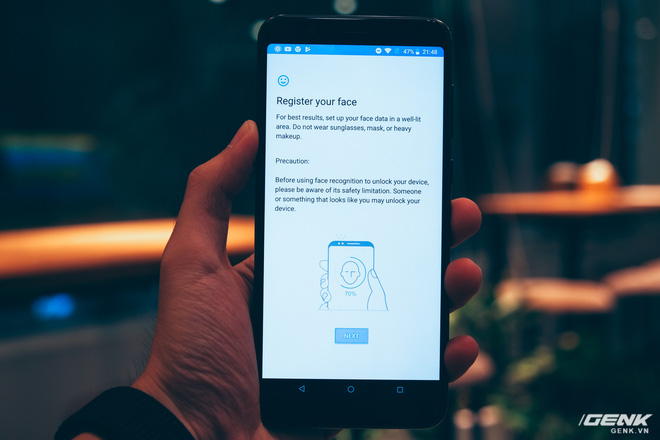 47% 21:48
Register your face
For best results, set up your face data in a well-lit
area. Do not wear sunglasses, mask, or heavy
makeup.
Precaution:
Before using face recognition to unlock your device,
please be aware of its safety limitation. Someone
or something that looks like you may unlock your
device.
70%
NEXT
GENK
GENK.VN